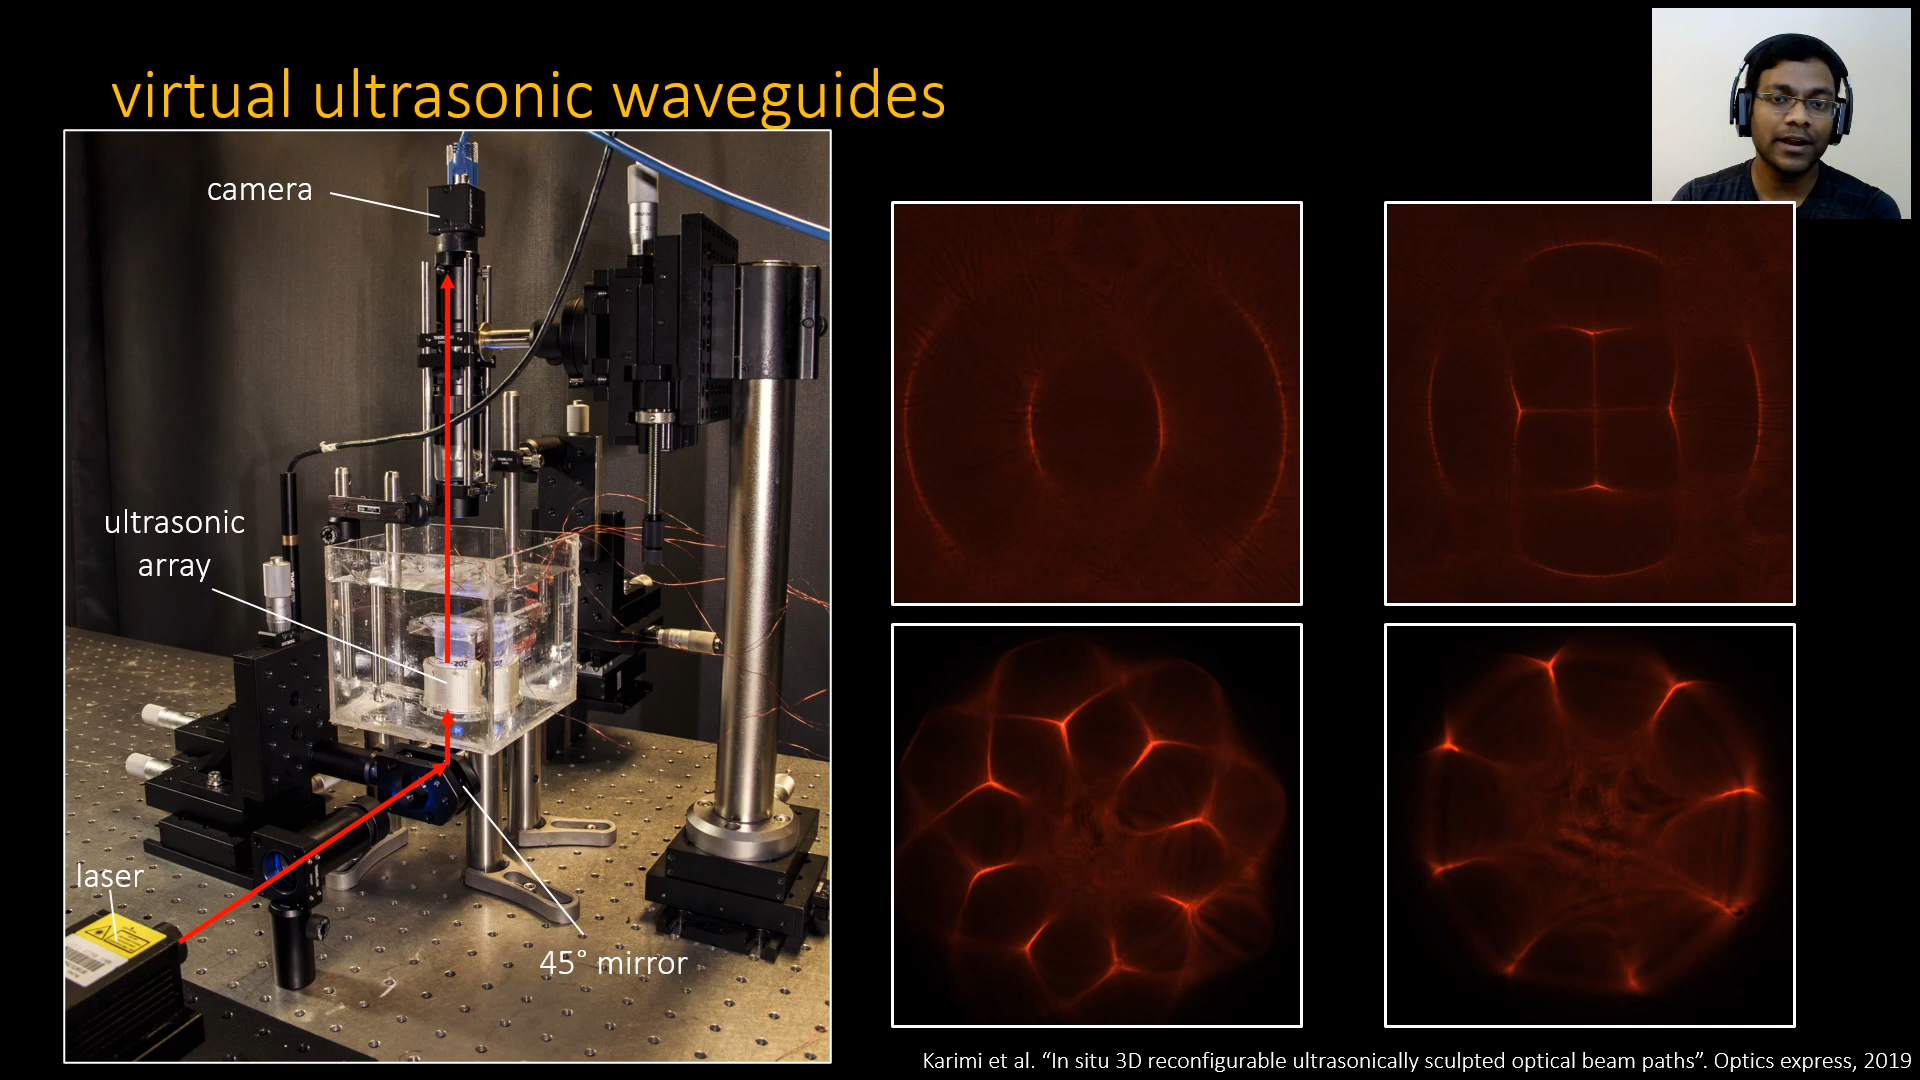 virtual ultrasonic waveguides
camera
ultrasonic
array
laser
45° mirror
Karimi et al. “In situ 3D reconfigurable ultrasonically sculpted optical beam paths”. Optics express, 2019